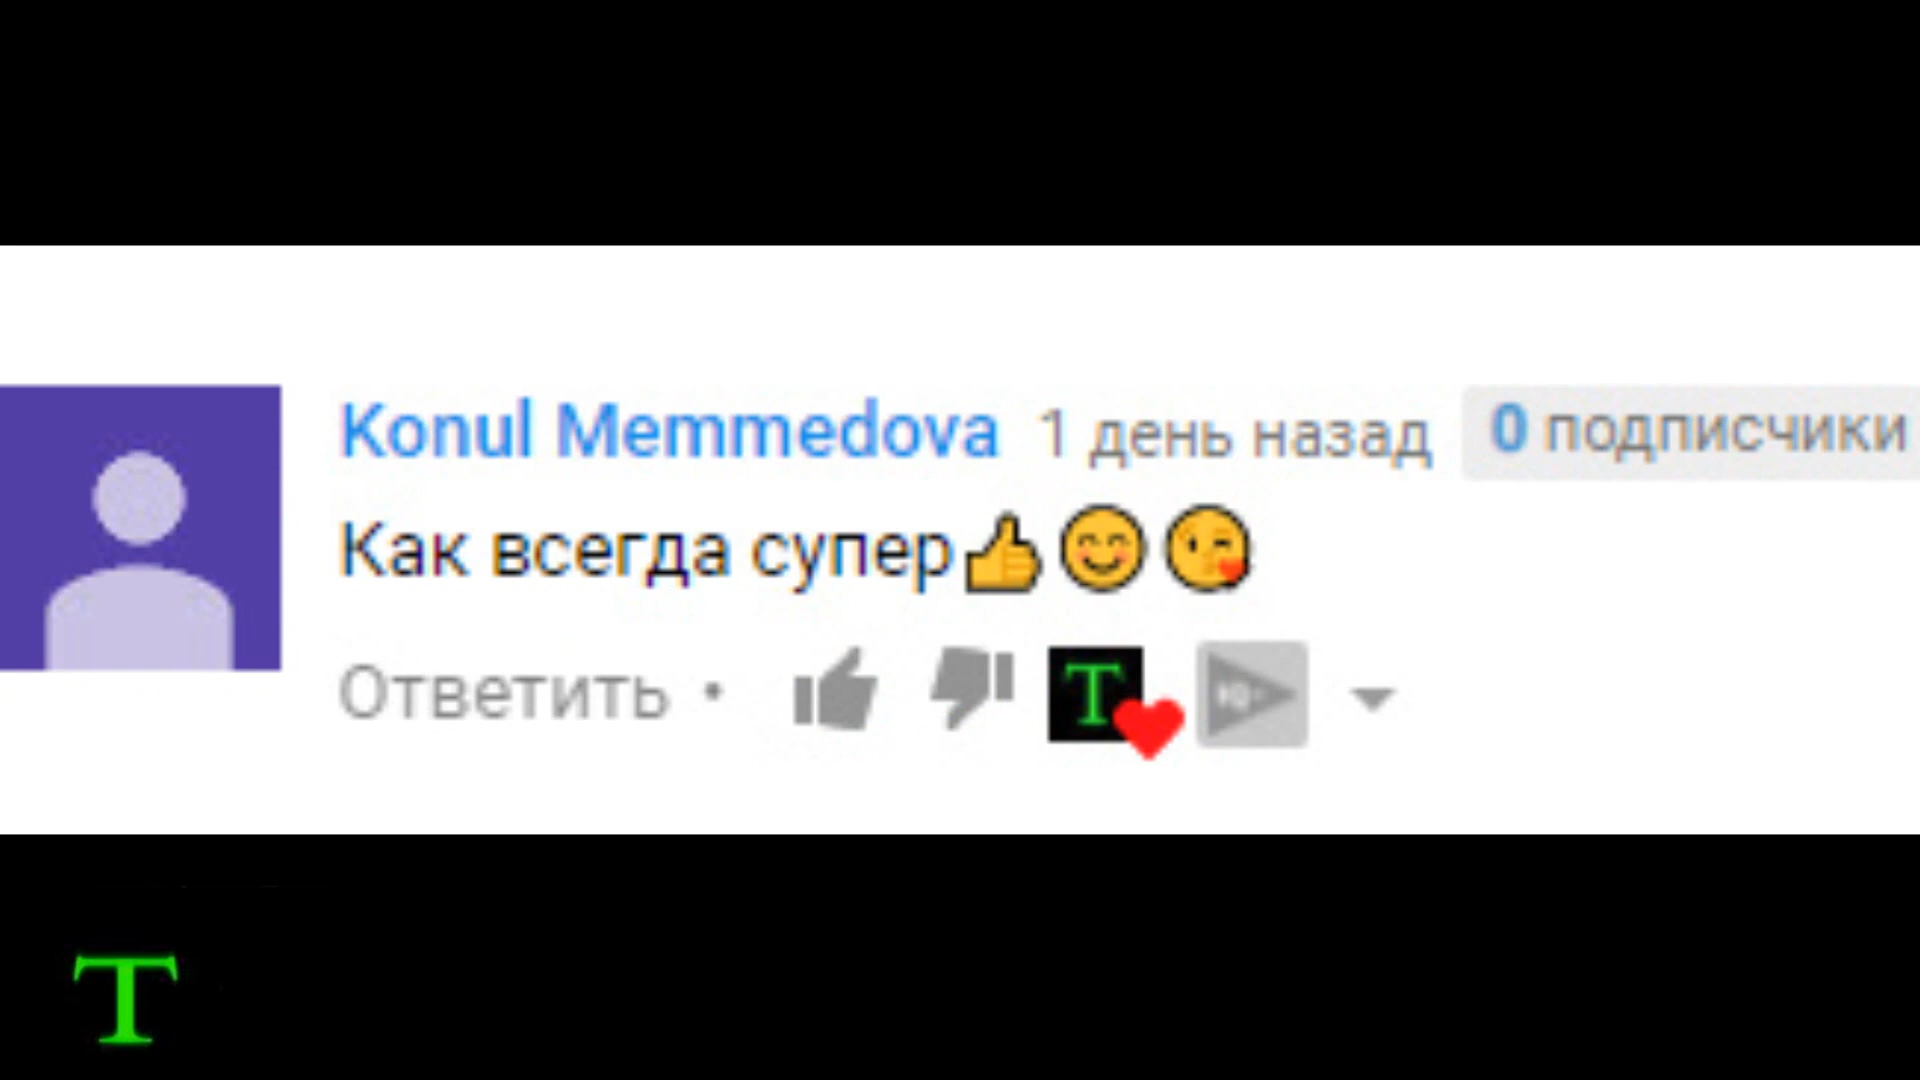 Konul Memmedova 1 день назад 0 подписчики
Как всегда супер👍😊😘
Ответить •
T
T